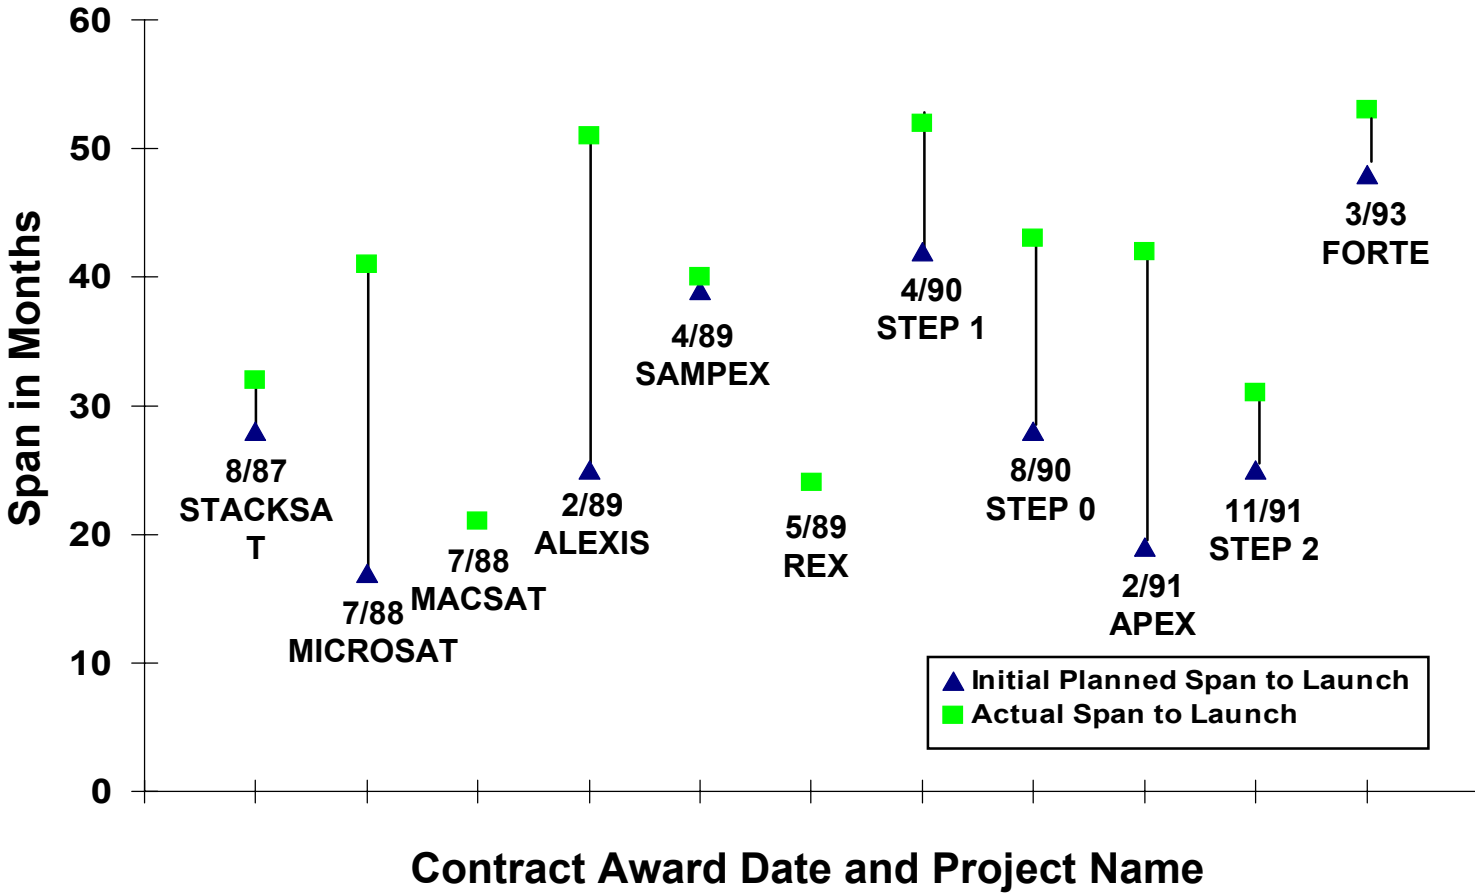 60
50
40
30
20
10
0
Span in Months
8/87
STACKSA
T
7/88
MICROSAT
7/88
MACSAT
2/89
ALEXIS
4/89
SAMPEX
5/89
REX
4/90
STEP 1
8/90
STEP 0
2/91
APEX
11/91
STEP 2
3/93
FORTE
Initial Planned Span to Launch
Actual Span to Launch
Contract Award Date and Project Name